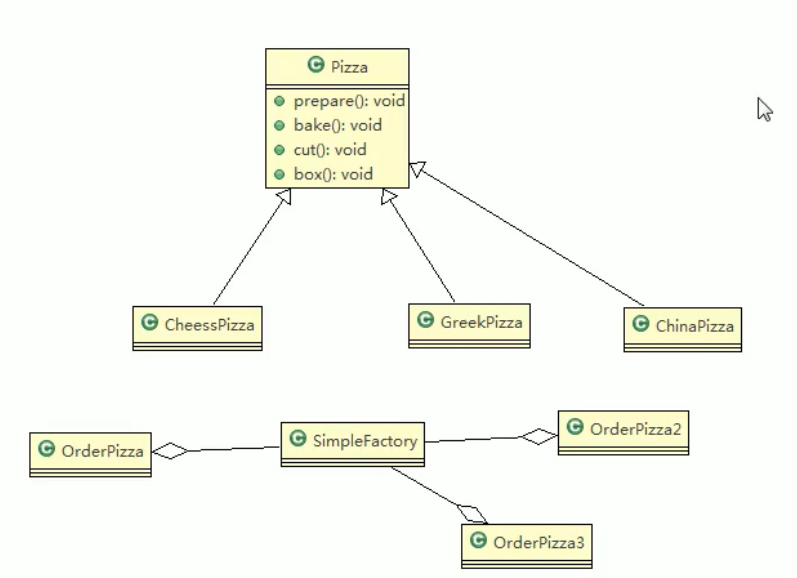 Pizza
prepare(): void
bake(): void
cut(): void
box(): void
CheessPizza
GreekPizza
ChinaPizza
OrderPizza
SimpleFactory
OrderPizza2
OrderPizza3